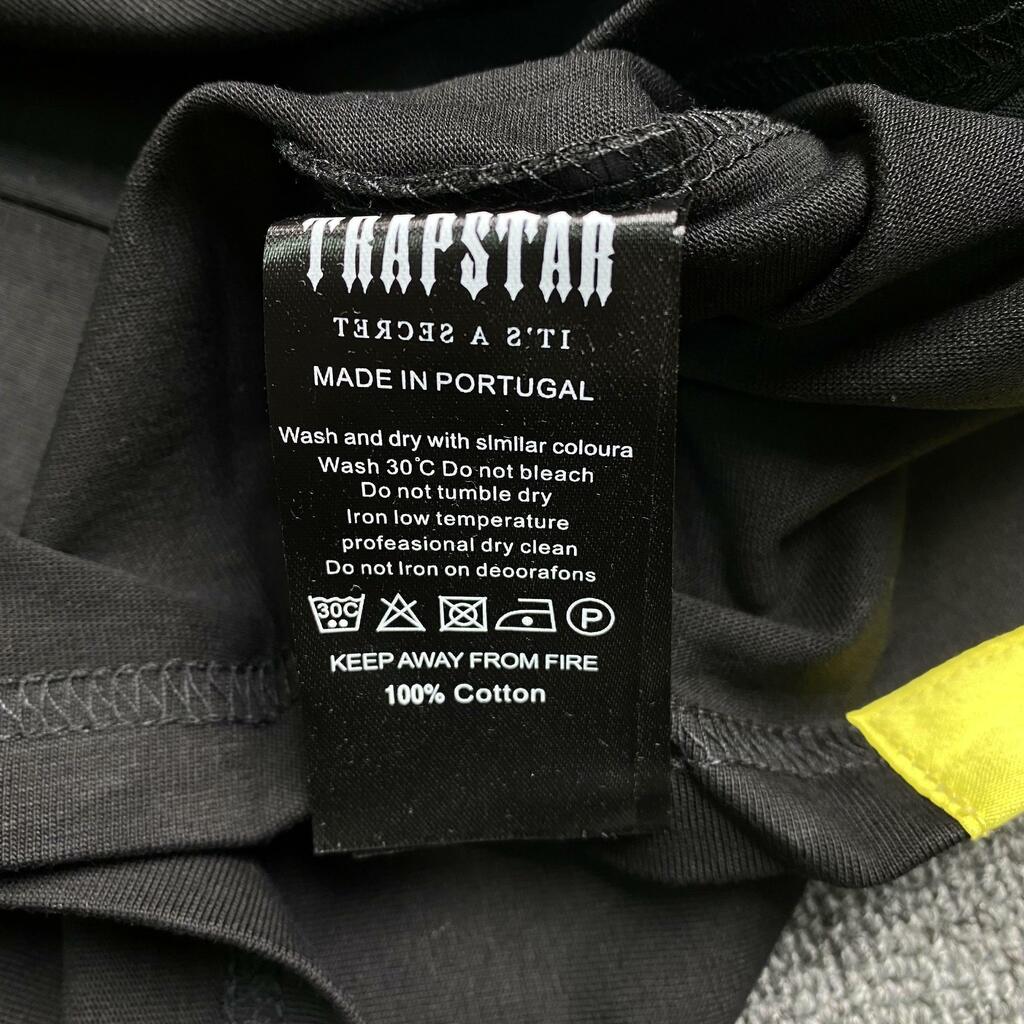 TRAPSTAR
IT'S A SECRET
MADE IN PORTUGAL
Wash and dry with slmllar coloura
Wash 30°C Do not bleach
Do not tumble dry
Iron low temperature
profeasional dry clean
Do not Iron on deoorafons
30C P
KEEP AWAY FROM FIRE
100% Cotton